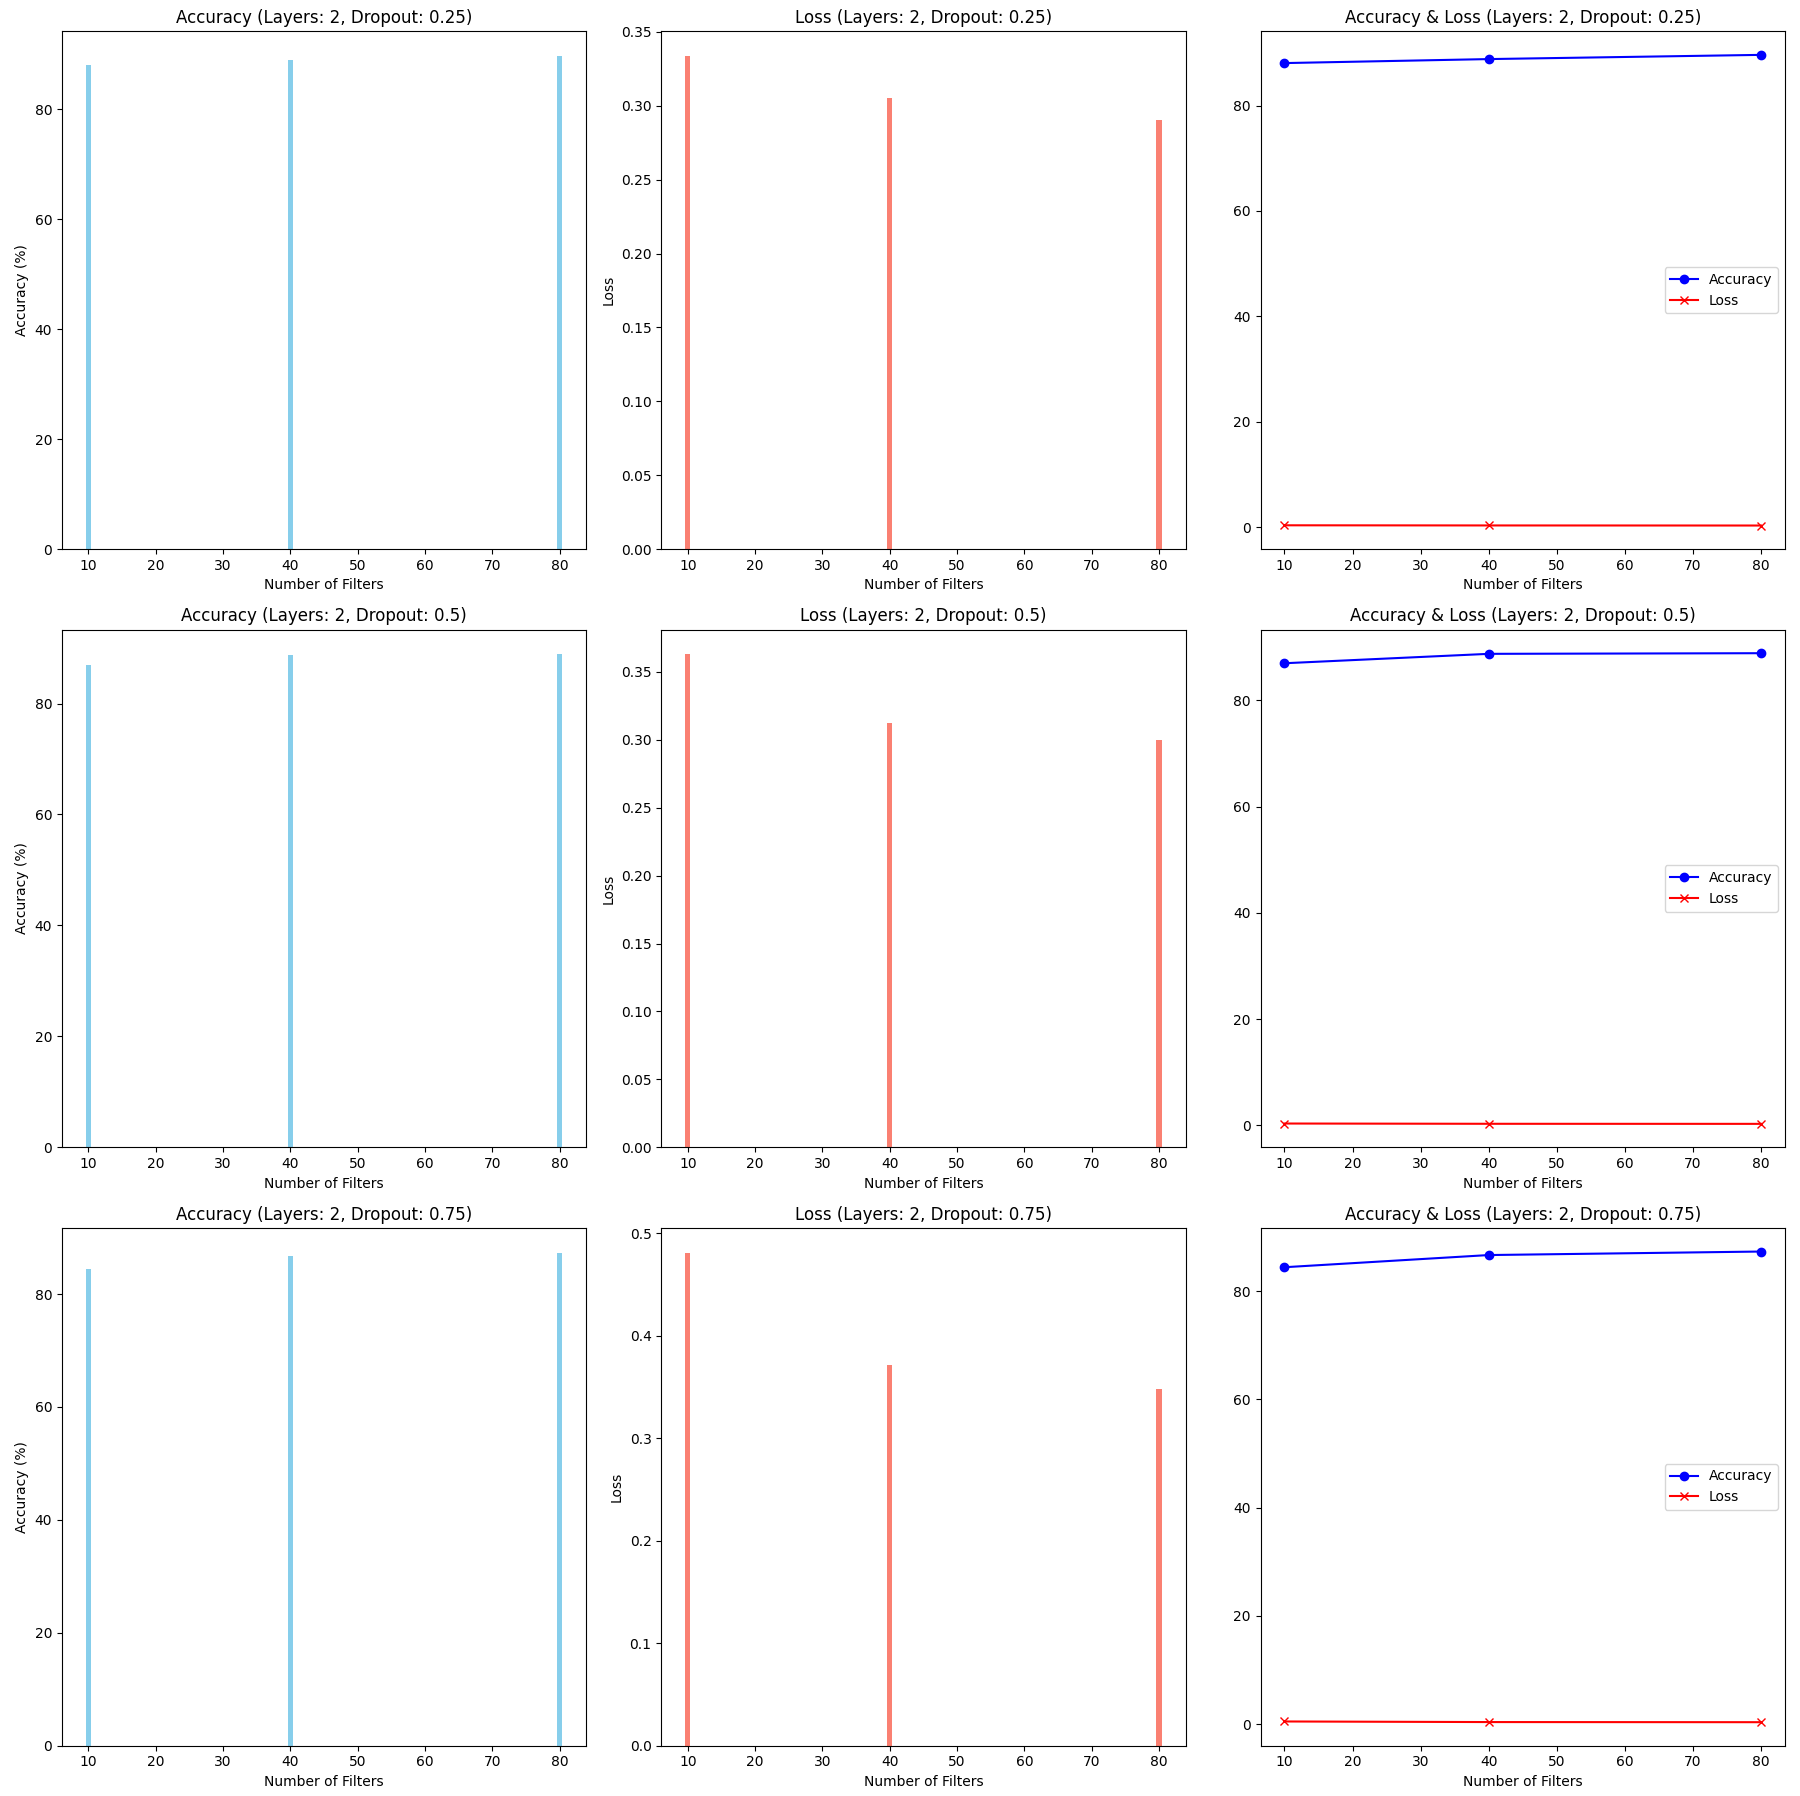 Accuracy (Layers: 2, Dropout: 0.25)
Accuracy (%)
80
60
40
20
0
10 20 30 40 50 60 70 80
Number of Filters
Loss (Layers: 2, Dropout: 0.25)
Loss
0.35
0.30
0.25
0.20
0.15
0.10
0.05
0.00
10 20 30 40 50 60 70 80
Number of Filters
Accuracy & Loss (Layers: 2, Dropout: 0.25)
80
60
40
20
0
Accuracy
Loss
10 20 30 40 50 60 70 80
Number of Filters
Accuracy (Layers: 2, Dropout: 0.5)
Accuracy (%)
80
60
40
20
0
10 20 30 40 50 60 70 80
Number of Filters
Loss (Layers: 2, Dropout: 0.5)
Loss
0.35
0.30
0.25
0.20
0.15
0.10
0.05
0.00
10 20 30 40 50 60 70 80
Number of Filters
Accuracy & Loss (Layers: 2, Dropout: 0.5)
80
60
40
20
0
Accuracy
Loss
10 20 30 40 50 60 70 80
Number of Filters
Accuracy (Layers: 2, Dropout: 0.75)
Accuracy (%)
80
60
40
20
0
10 20 30 40 50 60 70 80
Number of Filters
Loss (Layers: 2, Dropout: 0.75)
Loss
0.5
0.4
0.3
0.2
0.1
0.0
10 20 30 40 50 60 70 80
Number of Filters
Accuracy & Loss (Layers: 2, Dropout: 0.75)
80
60
40
20
0
Accuracy
Loss
10 20 30 40 50 60 70 80
Number of Filters